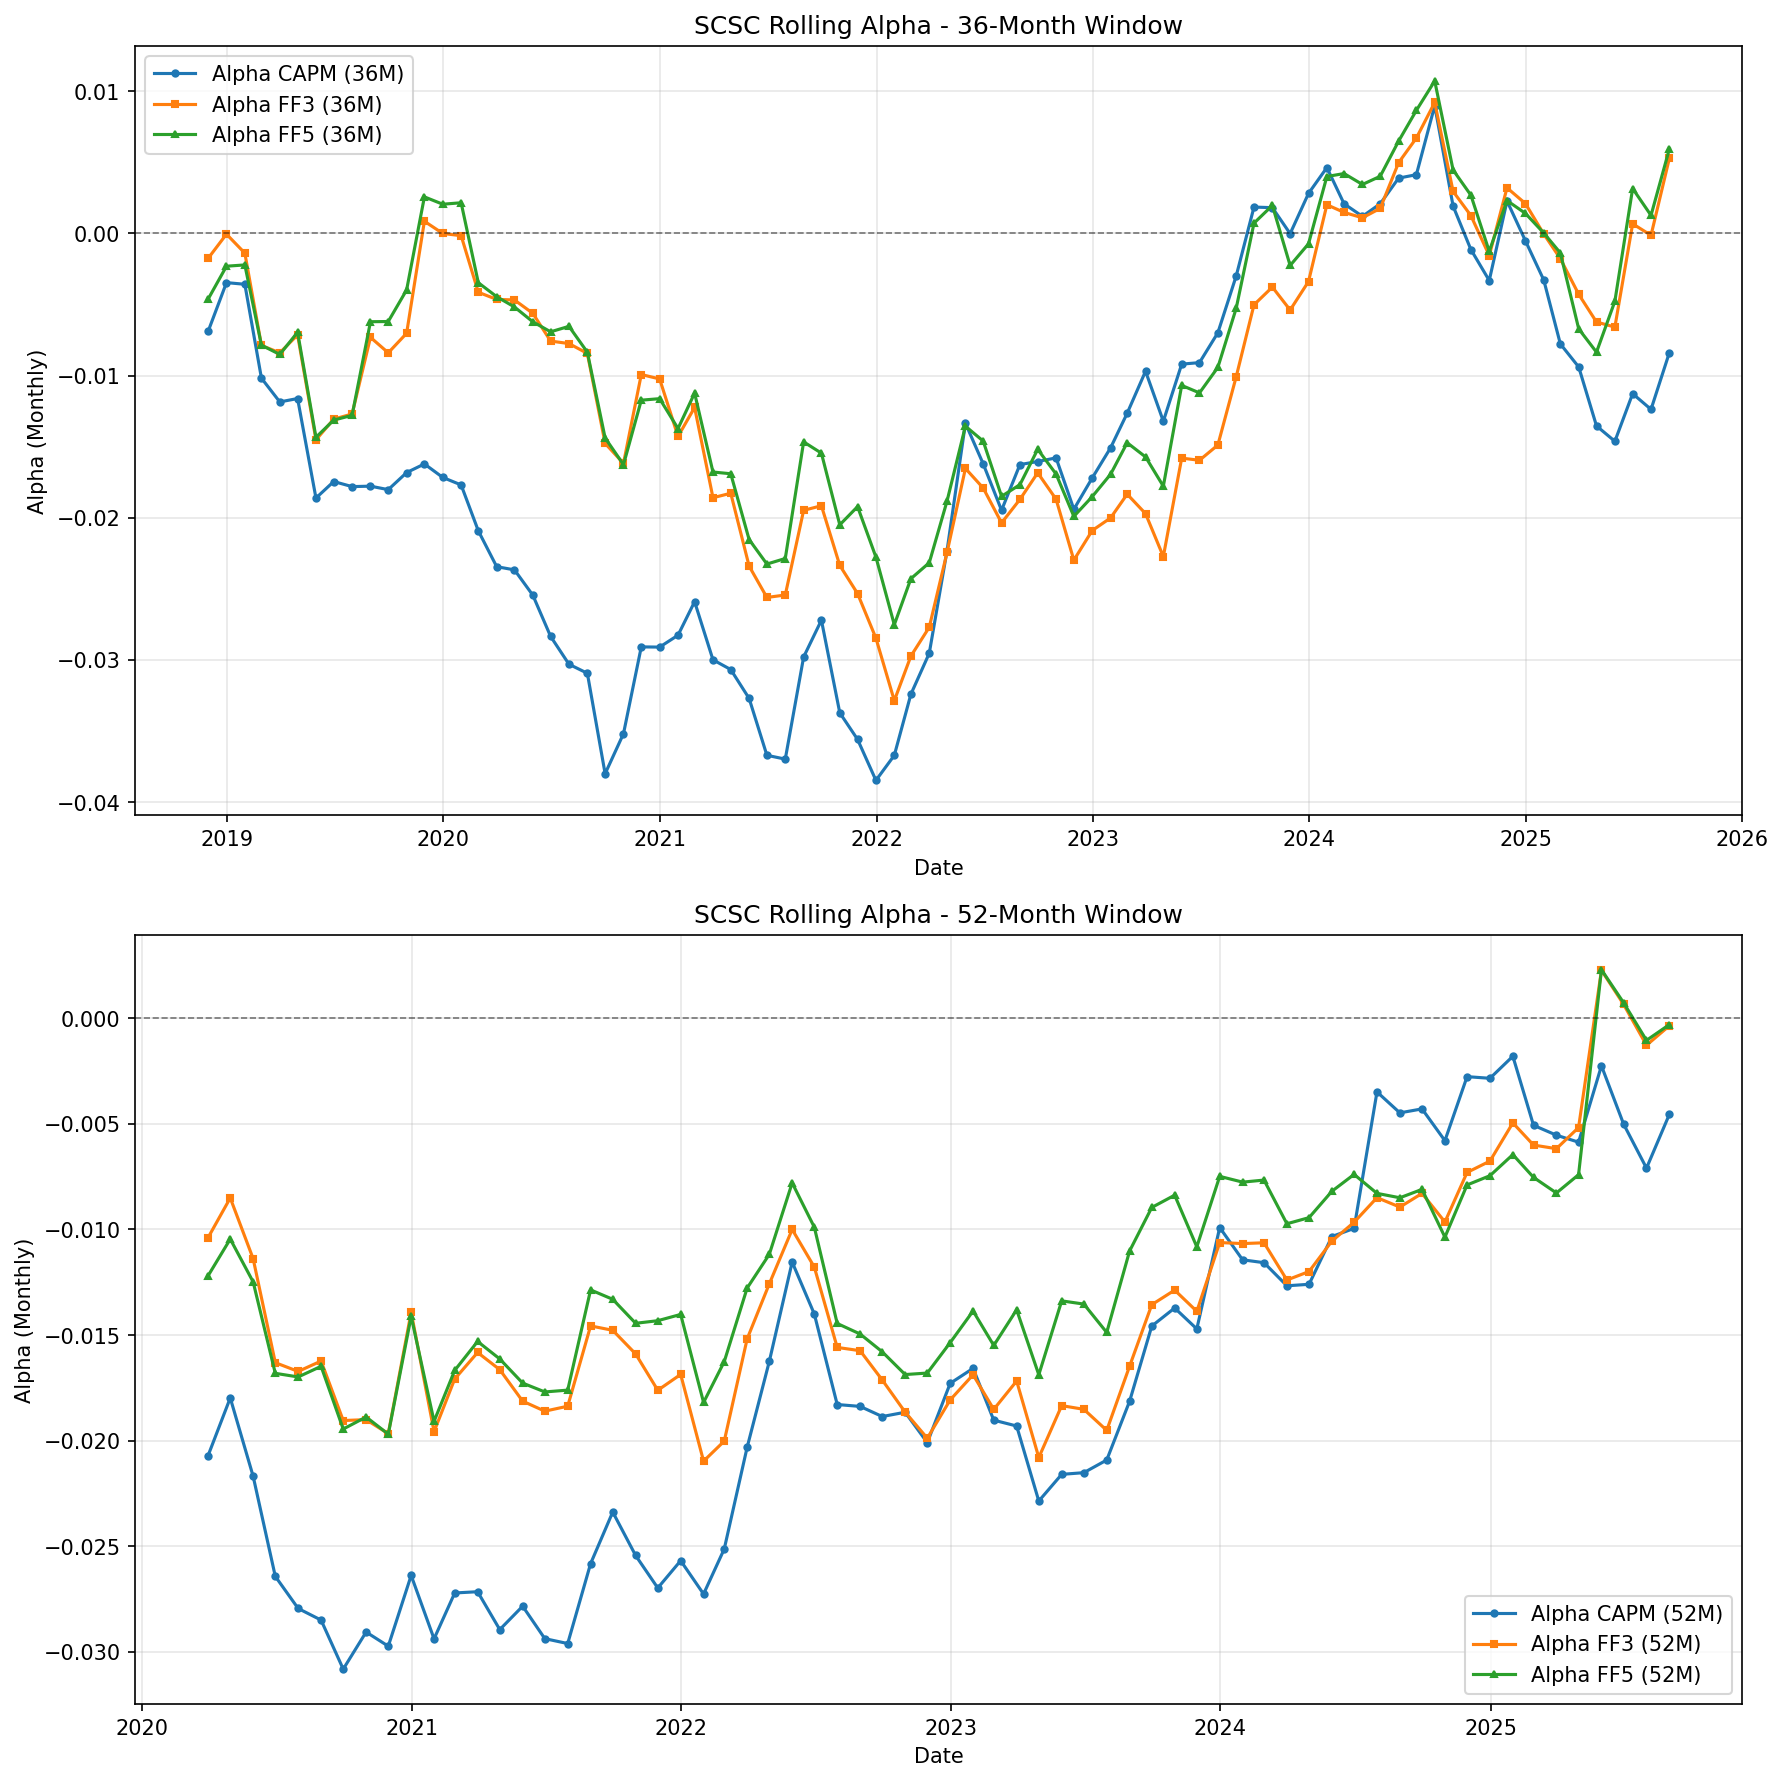 SCSC Rolling Alpha - 36-Month Window
Alpha CAPM (36M)
Alpha FF3 (36M)
Alpha FF5 (36M)
0.01
0.00
−0.01
−0.02
−0.03
−0.04
Alpha (Monthly)
2019 2020 2021 2022 2023 2024 2025 2026
Date
SCSC Rolling Alpha - 52-Month Window
0.000
−0.005
−0.010
−0.015
−0.020
−0.025
−0.030
Alpha (Monthly)
Alpha CAPM (52M)
Alpha FF3 (52M)
Alpha FF5 (52M)
2020 2021 2022 2023 2024 2025
Date